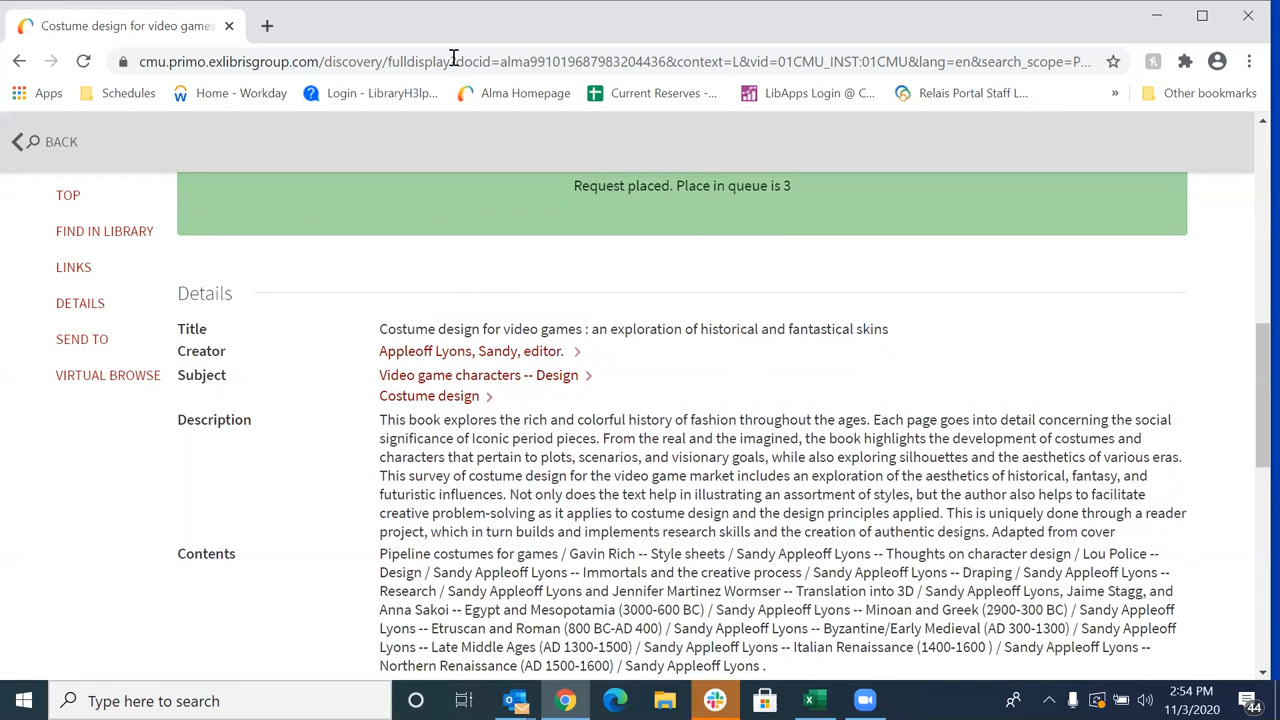 Costume design for video games
cmu.primo.exlibrisgroup.com/discovery/fulldisplay?docid=alma991019687983204436&context=L&vid=01CMU_INST:01CMU&lang=en&search_scope=P...
Apps Schedules Home - Workday Login - LibraryH3lp... Alma Homepage Current Reserves -... LibApps Login @ C... Relais Portal Staff L... » Other bookmarks
BACK
TOP
FIND IN LIBRARY
LINKS
DETAILS
SEND TO
VIRTUAL BROWSE
Request placed. Place in queue is 3
Details
Title Costume design for video games : an exploration of historical and fantastical skins
Creator Appleoff Lyons, Sandy, editor.
Subject Video game characters -- Design
Costume design
Description This book explores the rich and colorful history of fashion throughout the ages. Each page goes into detail concerning the social
significance of Iconic period pieces. From the real and the imagined, the book highlights the development of costumes and
characters that pertain to plots, scenarios, and visionary goals, while also exploring silhouettes and the aesthetics of various eras.
This survey of costume design for the video game market includes an exploration of the aesthetics of historical, fantasy, and
futuristic influences. Not only does the text help in illustrating an assortment of styles, but the author also helps to facilitate
creative problem-solving as it applies to costume design and the design principles applied. This is uniquely done through a reader
project, which in turn builds and implements research skills and the creation of authentic designs. Adapted from cover
Contents Pipeline costumes for games / Gavin Rich -- Style sheets / Sandy Appleoff Lyons -- Thoughts on character design / Lou Police --
Design / Sandy Appleoff Lyons -- Immortals and the creative process / Sandy Appleoff Lyons -- Draping / Sandy Appleoff Lyons --
Research / Sandy Appleoff Lyons and Jennifer Martinez Wormser -- Translation into 3D / Sandy Appleoff Lyons, Jaime Stagg, and
Anna Sakoi -- Egypt and Mesopotamia (3000-600 BC) / Sandy Appleoff Lyons -- Minoan and Greek (2900-300 BC) / Sandy Appleoff
Lyons -- Etruscan and Roman (800 BC-AD 400) / Sandy Appleoff Lyons -- Byzantine/Early Medieval (AD 300-1300) / Sandy Appleoff
Lyons -- Late Middle Ages (AD 1300-1500) / Sandy Appleoff Lyons -- Italian Renaissance (1400-1600 ) / Sandy Appleoff Lyons --
Northern Renaissance (AD 1500-1600) / Sandy Appleoff Lyons .
Type here to search
2:54 PM
11/3/2020
44